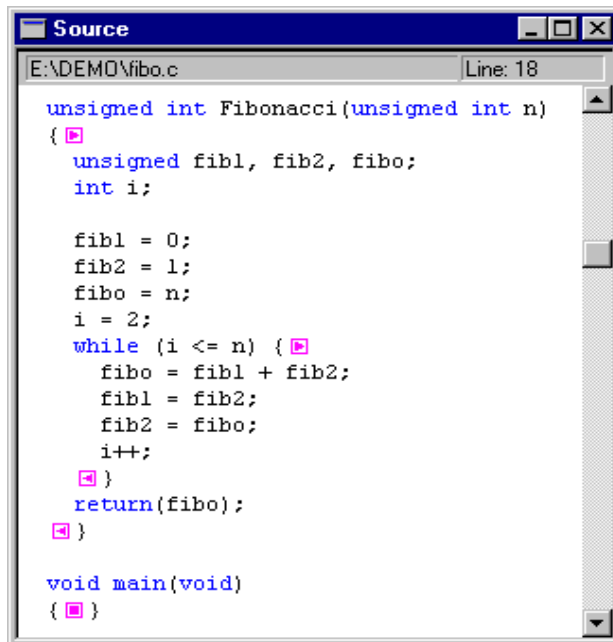 Source
E:\DEMO\fibo.c Line: 18
unsigned int Fibonacci(unsigned int n)
{
unsigned fib1, fib2, fibo;
int i;
fib1 = 0;
fib2 = 1;
fibo = n;
i = 2;
while (i <= n) {
fibo = fib1 + fib2;
fib1 = fib2;
fib2 = fibo;
i++;
}
return(fibo);
}
void main(void)
{ }